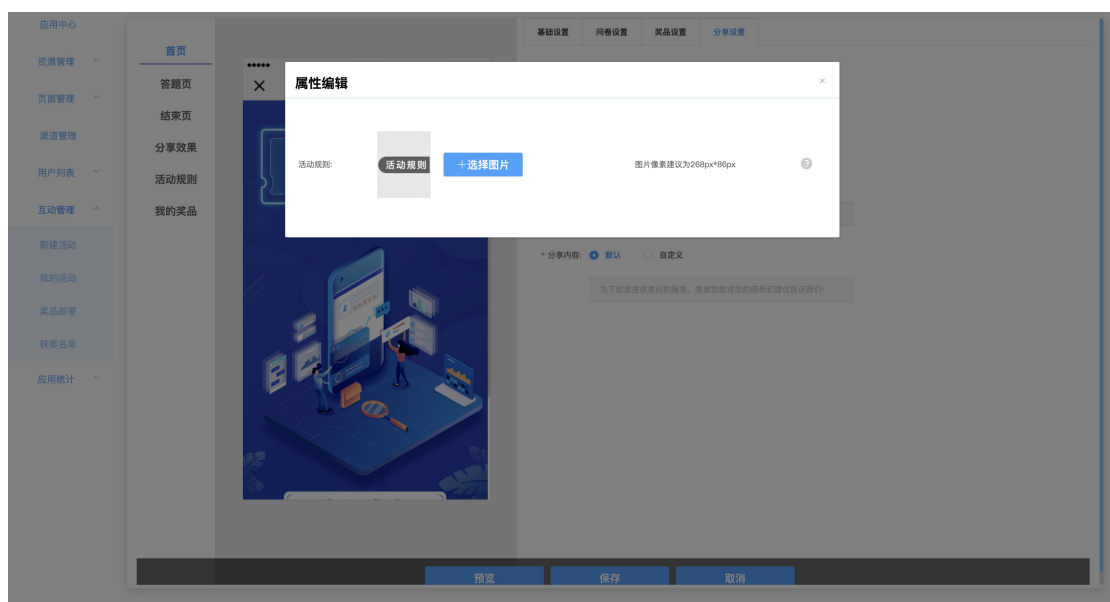 应用中心
资源管理
页面管理
渠道管理
用户列表
互动管理
新建活动
我的活动
奖品邮寄
获奖名单
应用统计
首页
答题页
结束页
分享效果
活动规则
我的奖品
基础设置 问卷设置 奖品设置 分享设置
属性编辑
活动规则: 活动规则 +选择图片 图片像素建议为268px*86px
* 分享内容: 默认 自定义
为了给您提供更好的服务,希望您能将您的感受和建议告诉我们~
预览 保存 取消